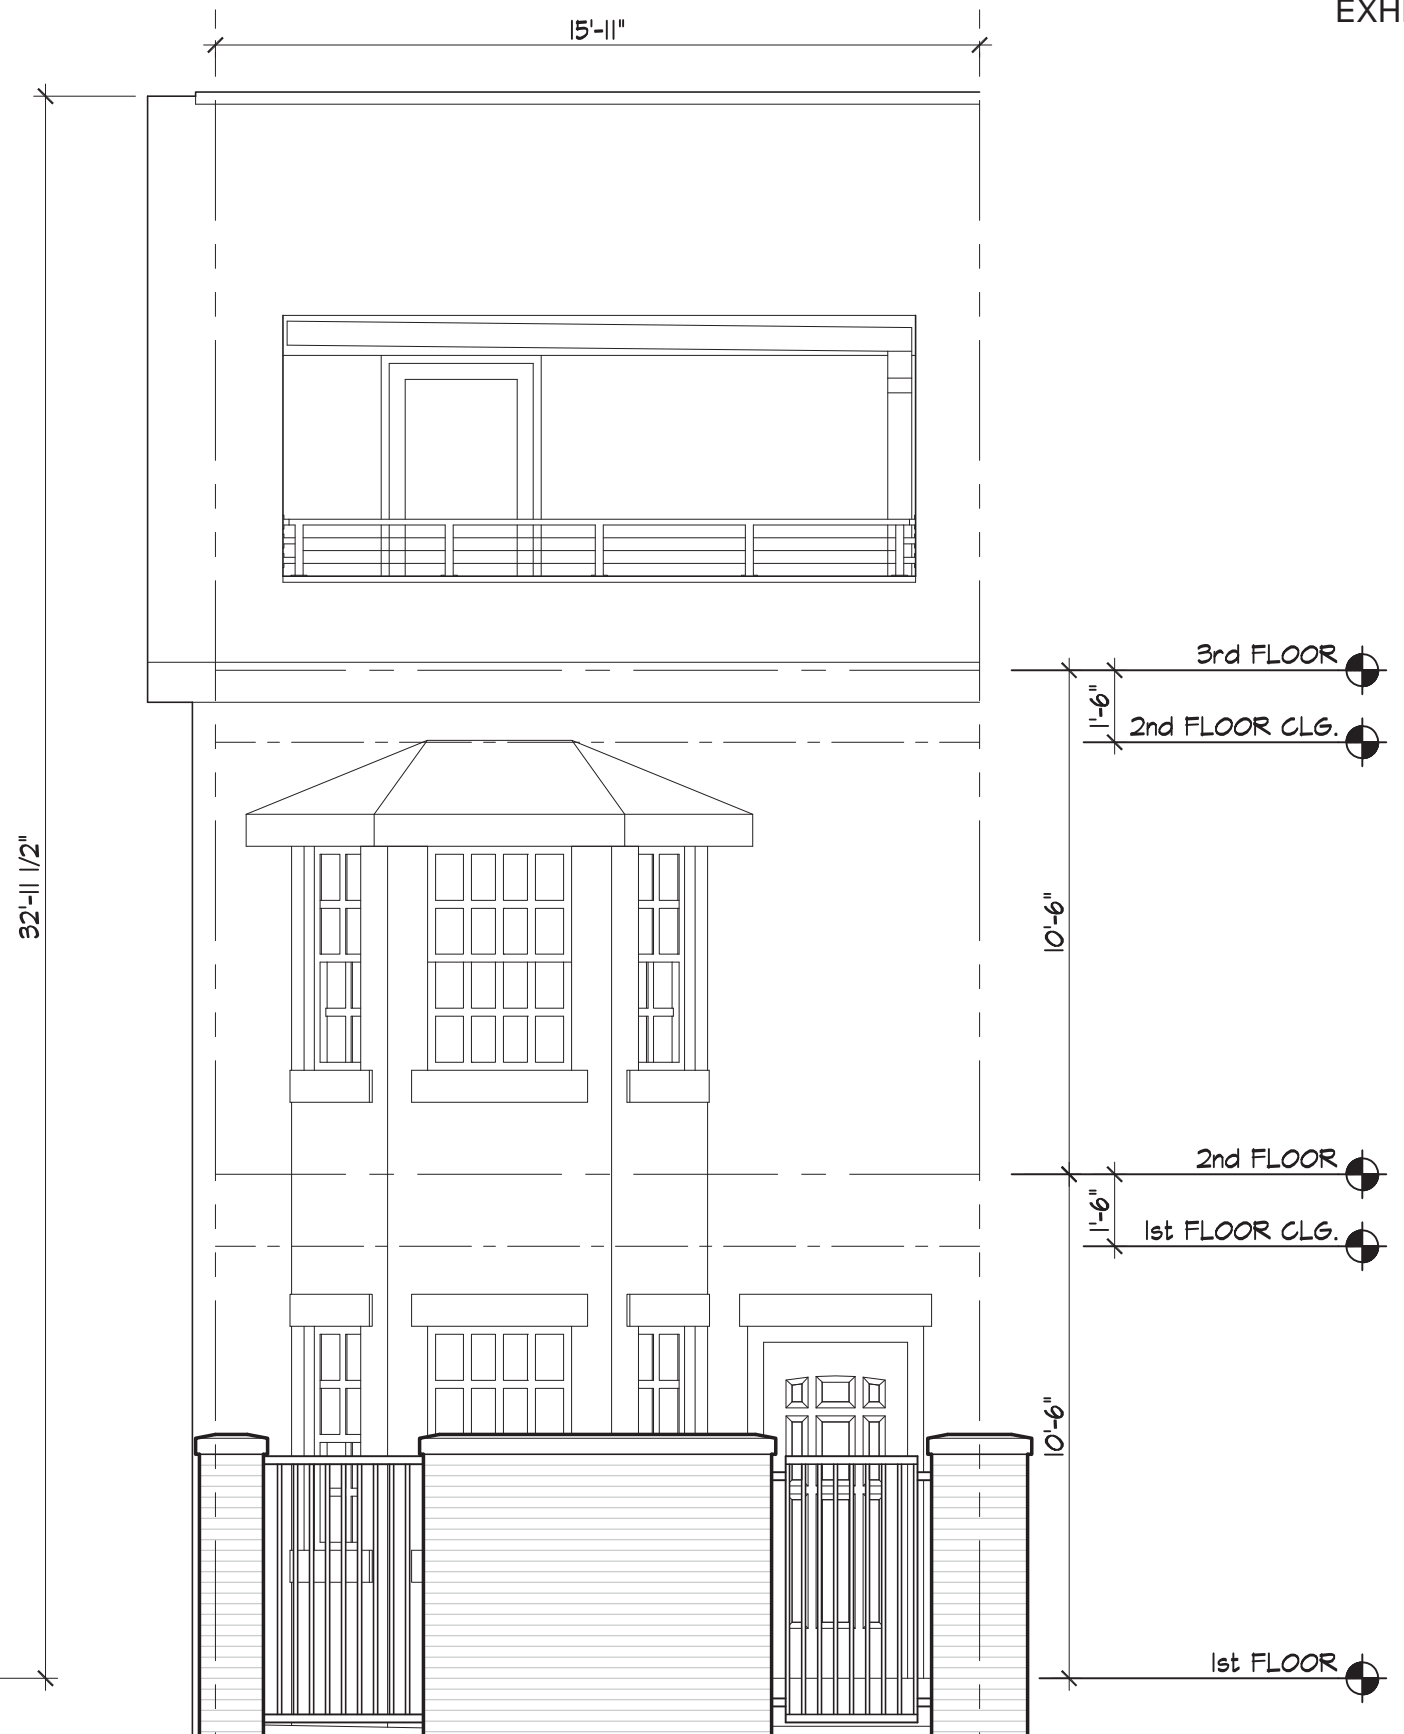 15'-11"
3rd FLOOR
1'-6"
2nd FLOOR CLG.
32'-11 1/2"
10'-6"
2nd FLOOR
1'-6"
1st FLOOR CLG.
10'-6"
1st FLOOR